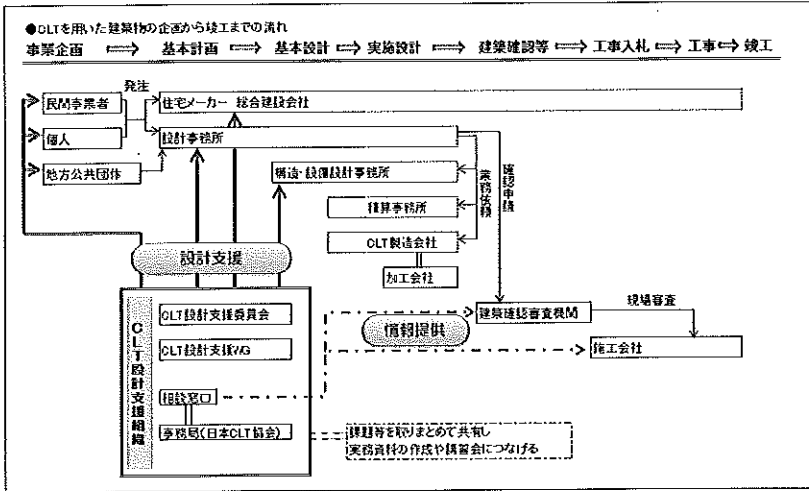 ●CLTを用いた建築物の企画から竣工までの流れ
事業企画 ⇒ 基本計画 ⇒ 基本設計 ⇒ 実施設計 ⇒ 建築確認等 ⇒ 工事入札 ⇒ 工事 ⇒ 竣工
発注
民間事業者
住宅メーカー 総合建設会社
個人
設計事務所
地方公共団体
構造・設備設計事務所
業務依頼
確認申請
積算事務所
CLT製造会社
加工会社
設計支援
CLT設計支援組織
CLT設計支援委員会
CLT設計支援WG
相談窓口
事務局(日本CLT協会)
情報提供
建築確認審査機関
現場審査
施工会社
課題等を取りまとめて共有し
実務資料の作成や講習会につなげる